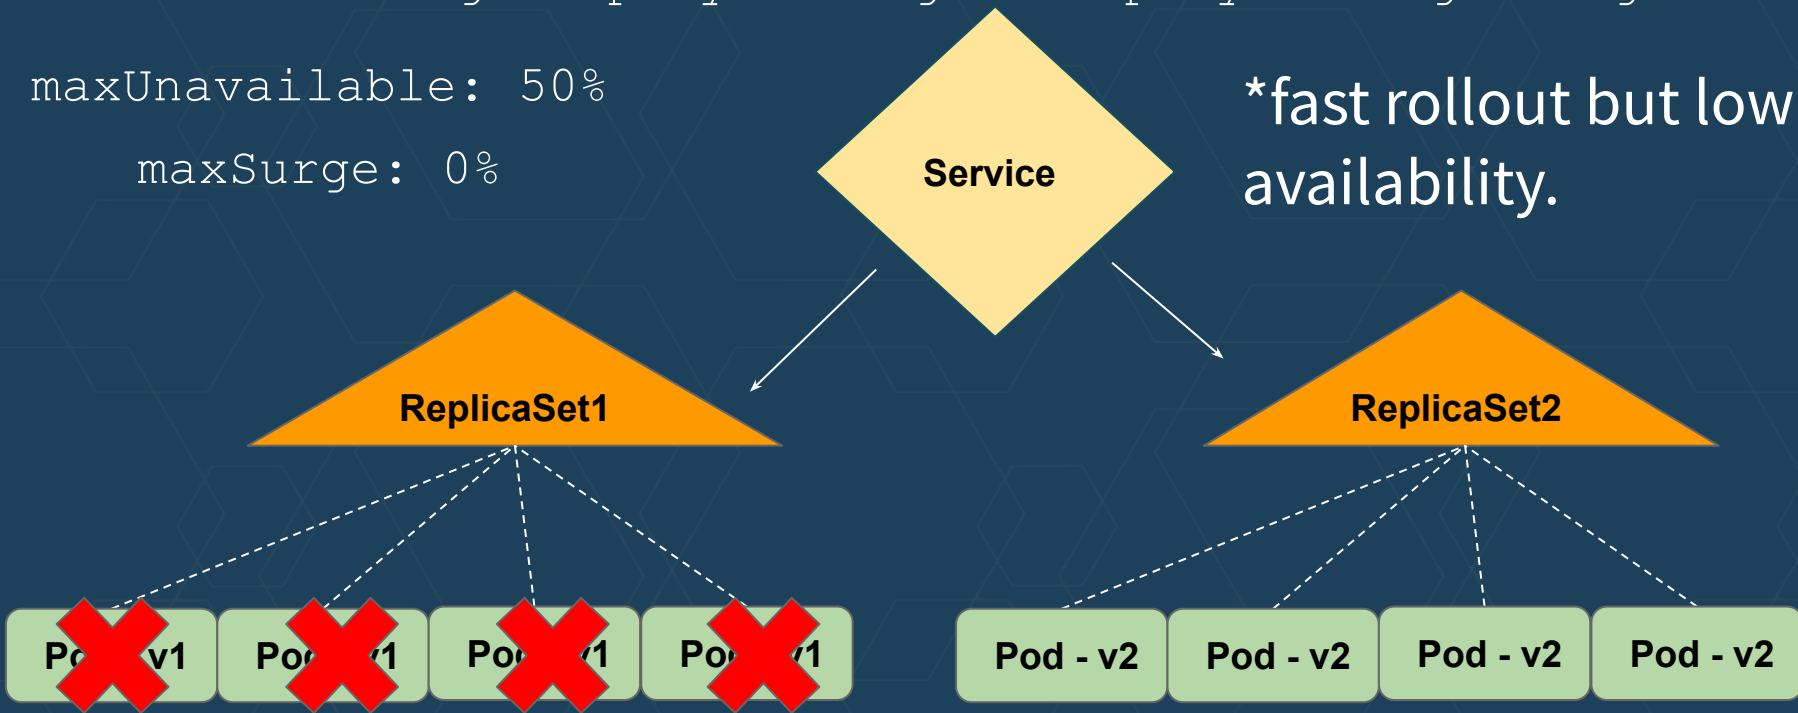 maxUnavailable: 50%
maxSurge: 0%
*fast rollout but low
availability.
Service
ReplicaSet1
ReplicaSet2
Pod - v2
Pod - v2
Pod - v2
Pod - v2